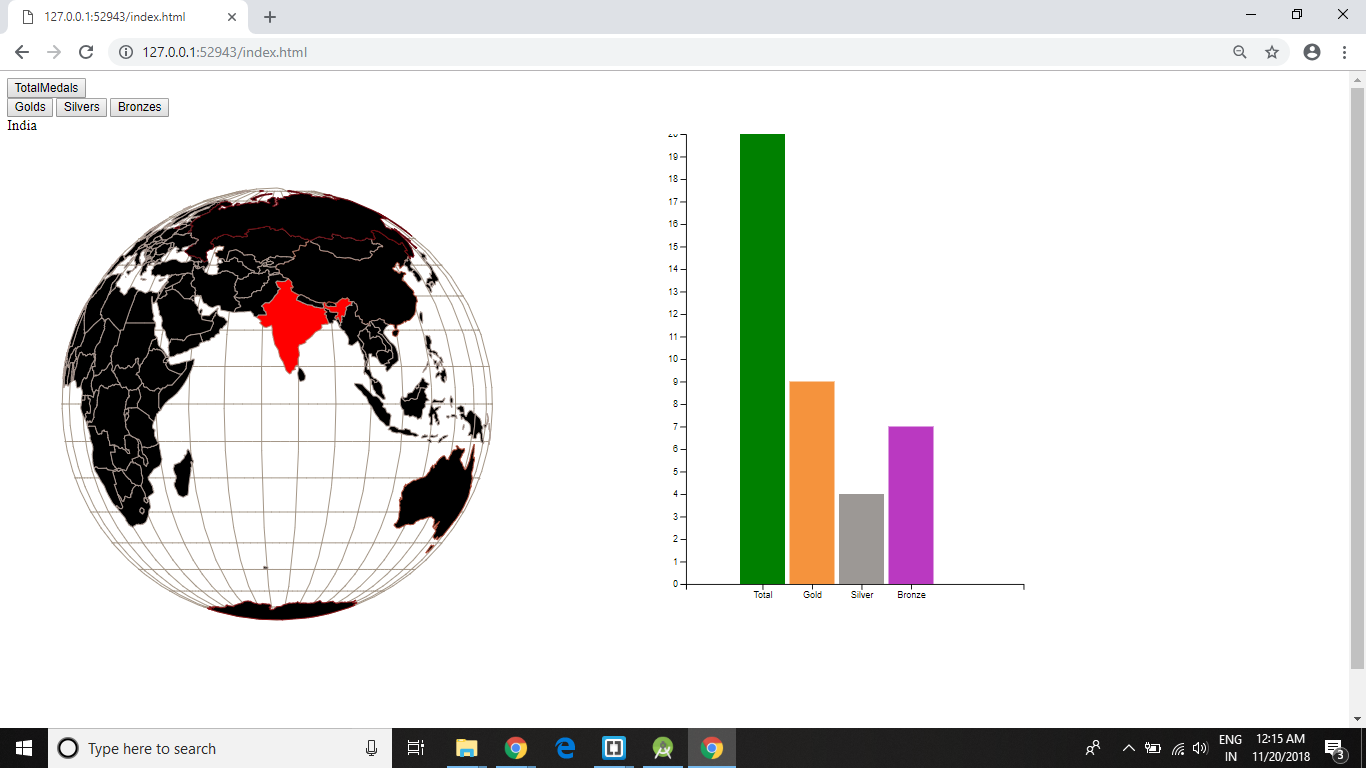 127.0.0.1:52943/index.html
127.0.0.1:52943/index.html
TotalMedals
Golds Silvers Bronzes
India
20
19
18
17
16
15
14
13
12
11
10
9
8
7
6
5
4
3
2
1
0
Total Gold Silver Bronze
Type here to search
ENG
IN
12:15 AM
11/20/2018
3